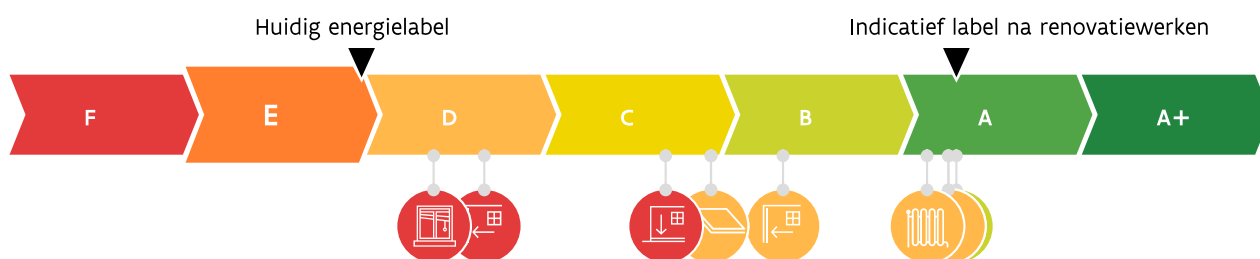 Huidig energielabel
Indicatief label na renovatiewerken
F E D C B A A+